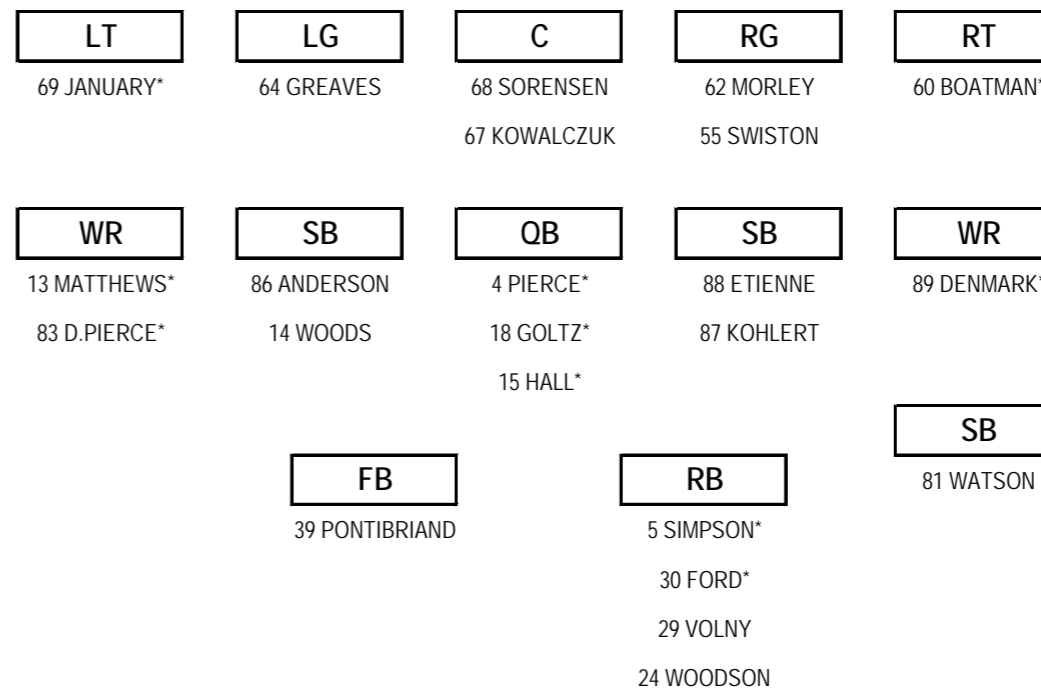 LT LG C RG RT
69 JANUARY* 64 GREAVES 68 SORENSEN 62 MORLEY 60 BOATMAN*
67 KOWALCZUK 55 SWISTON
WR SB QB SB WR
13 MATTHEWS* 86 ANDERSON 4 PIERCE* 88 ETIENNE 89 DENMARK*
83 D.PIERCE* 14 WOODS 18 GOLTZ* 87 KOHLERT
15 HALL*
SB
FB RB 81 WATSON
39 PONTIBRIAND 5 SIMPSON*
30 FORD*
29 VOLNY
24 WOODSON